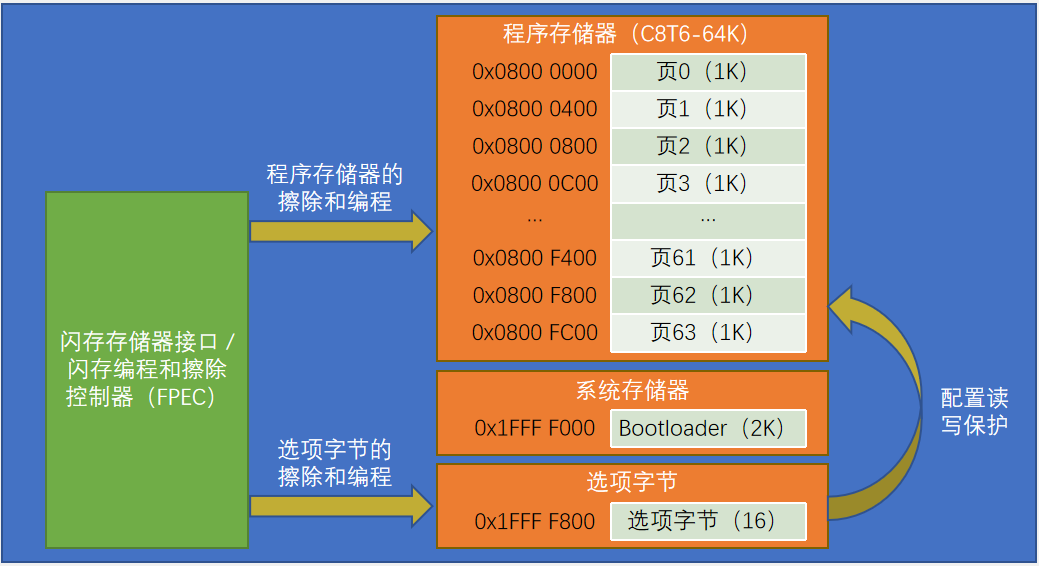 程序存储器（C8T6-64K）
0x0800 0000 页0（1K）
0x0800 0400 页1（1K）
0x0800 0800 页2（1K）
0x0800 0C00 页3（1K）
... ...
0x0800 F400 页61（1K）
0x0800 F800 页62（1K）
0x0800 FC00 页63（1K）
程序存储器的
擦除和编程
闪存存储器接口 /
闪存编程和擦除
控制器（FPEC）
系统存储器
0x1FFF F000 Bootloader（2K）
配置读
写保护
选项字节的
擦除和编程
选项字节
0x1FFF F800 选项字节（16）